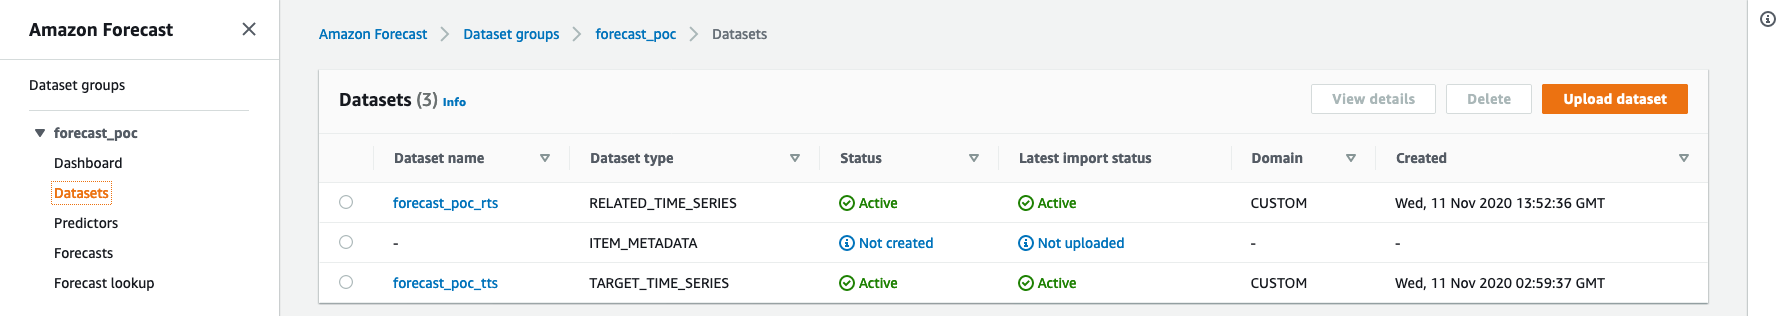 Amazon Forecast
Dataset groups
forecast_poc
Dashboard
Datasets
Predictors
Forecasts
Forecast lookup
Amazon Forecast Dataset groups forecast_poc Datasets
Datasets (3) Info View details Delete Upload dataset
Dataset name Dataset type Status Latest import status Domain Created
forecast_poc_rts RELATED_TIME_SERIES Active Active CUSTOM Wed, 11 Nov 2020 13:52:36 GMT
- ITEM_METADATA Not created Not uploaded - -
forecast_poc_tts TARGET_TIME_SERIES Active Active CUSTOM Wed, 11 Nov 2020 02:59:37 GMT